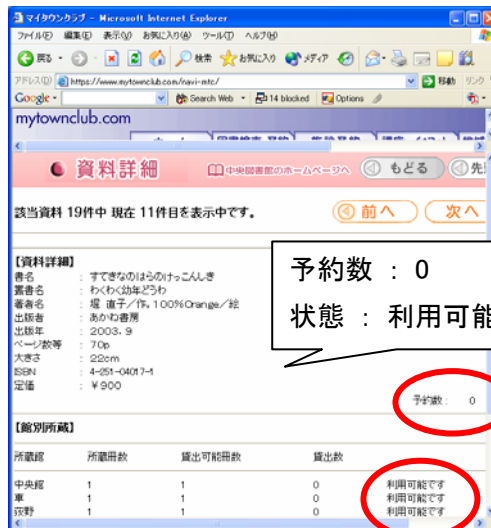 マイタウンクラブ - Microsoft Internet Explorer
ファイル(F) 編集(E) 表示(V) お気に入り(A) ツール(T) ヘルプ(H)
戻る 検索 お気に入り メディア
アドレス(D) https://www.mytownclub.com/navi-mtc/ 移動 リンク
Google Search Web 14 blocked Options
mytownclub.com
資料詳細 中央図書館のホームページへ もどる
該当資料 19件中 現在 11件目を表示中です。 前へ 次へ
【資料詳細】
書名 : すてきなのはらのけっこんしき
叢書名 : わくわく幼年どうわ
著者名 : 堀 直子/作，100%Orange/絵
出版者 : あかね書房
出版年 : 2003．9
ページ数等 : 70p
大きさ : 22cm
ISBN : 4-251-04017-1
定価 : ¥900
予約数 : 0
状態 : 利用可能
予約数: 0
【館別所蔵】
所蔵館 所蔵冊数 貸出可能冊数 貸出数
中央館 1 1 0 利用可能です
車 1 1 0 利用可能です
荻野 1 1 0 利用可能です